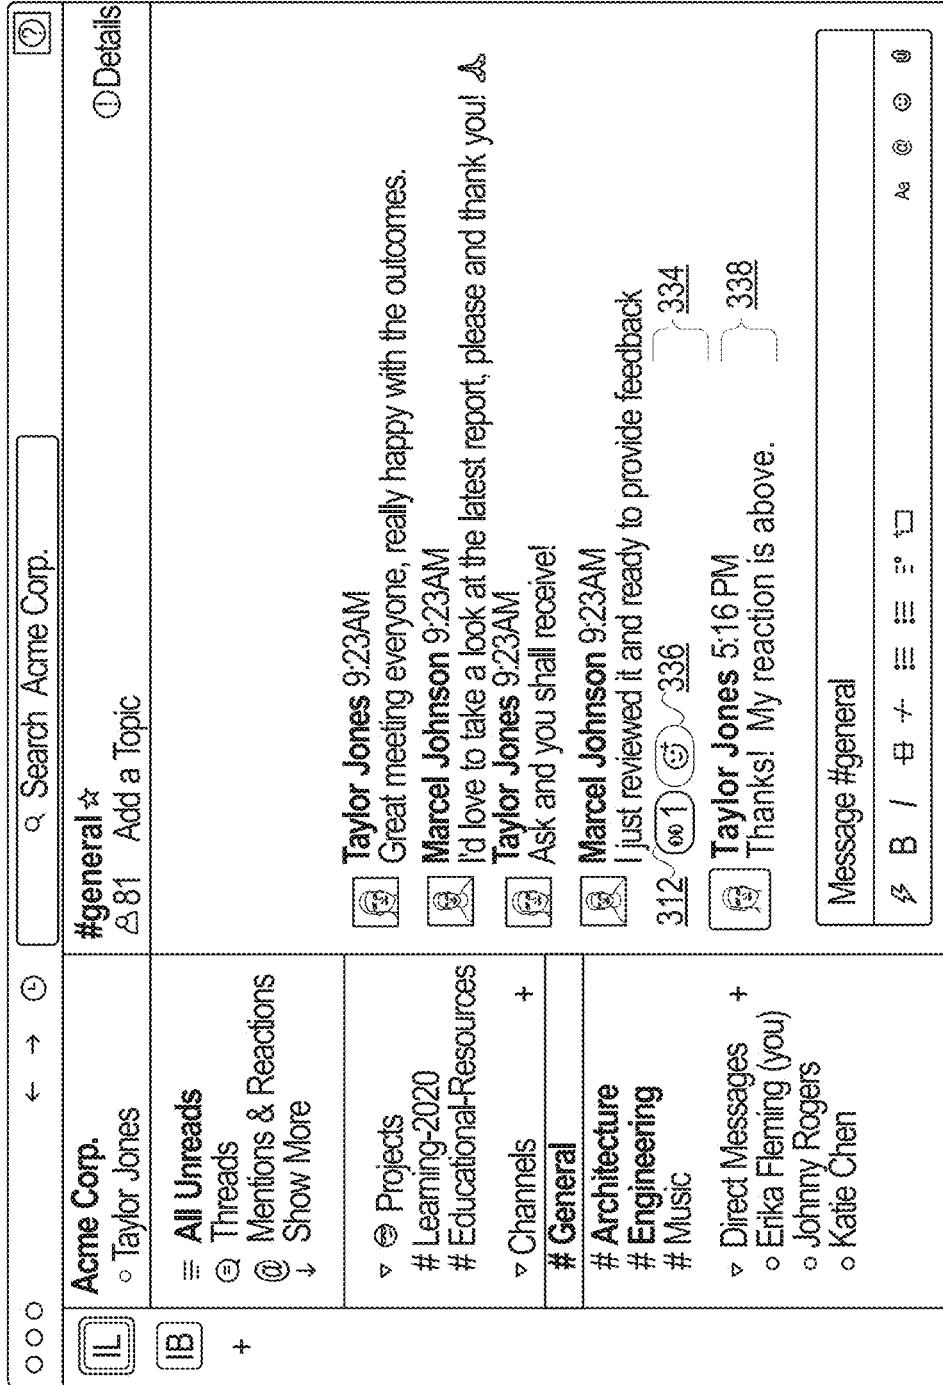 Search Acme Corp.
?
IL
IB
+
Acme Corp.
Taylor Jones
All Unreads
Threads
@ Mentions & Reactions
Show More
Projects
# Learning-2020
# Educational-Resources
Channels +
# General
# Architecture
# Engineering
# Music
Direct Messages +
Erika Fleming (you)
Johnny Rogers
Katie Chen
#general
81 Add a Topic
Details
Taylor Jones 9:23AM
Great meeting everyone, really happy with the outcomes.
Marcel Johnson 9:23AM
I'd love to take a look at the latest report, please and thank you!
Taylor Jones 9:23AM
Ask and you shall receive!
Marcel Johnson 9:23AM
I just reviewed it and ready to provide feedback
312 1 336 334
Taylor Jones 5:16 PM 338
Thanks! My reaction is above.
Message #general
B I Aa @